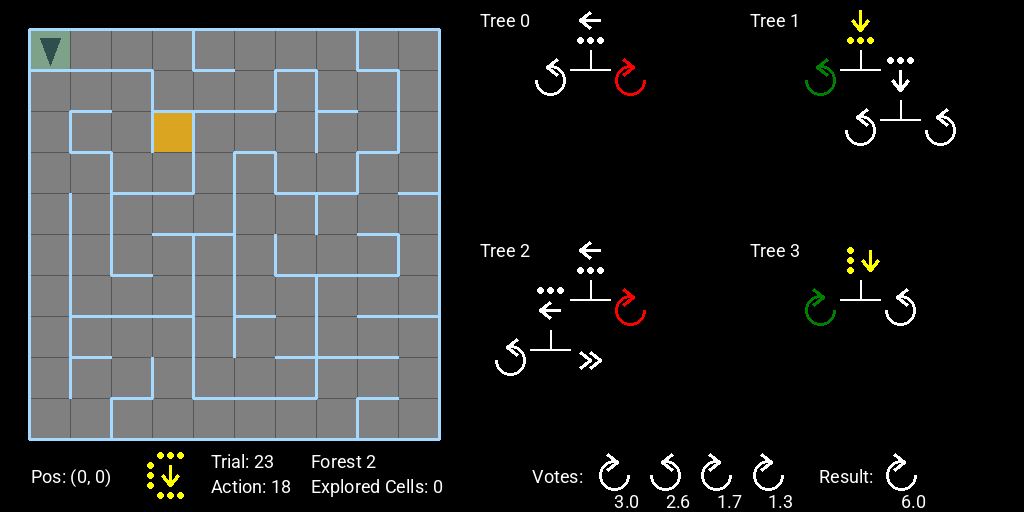 Tree 0
Tree 1
Tree 2
Tree 3
Pos: (0, 0)
Trial: 23
Forest 2
Action: 18
Explored Cells: 0
Votes:
3.0
2.6
1.7
1.3
Result:
6.0